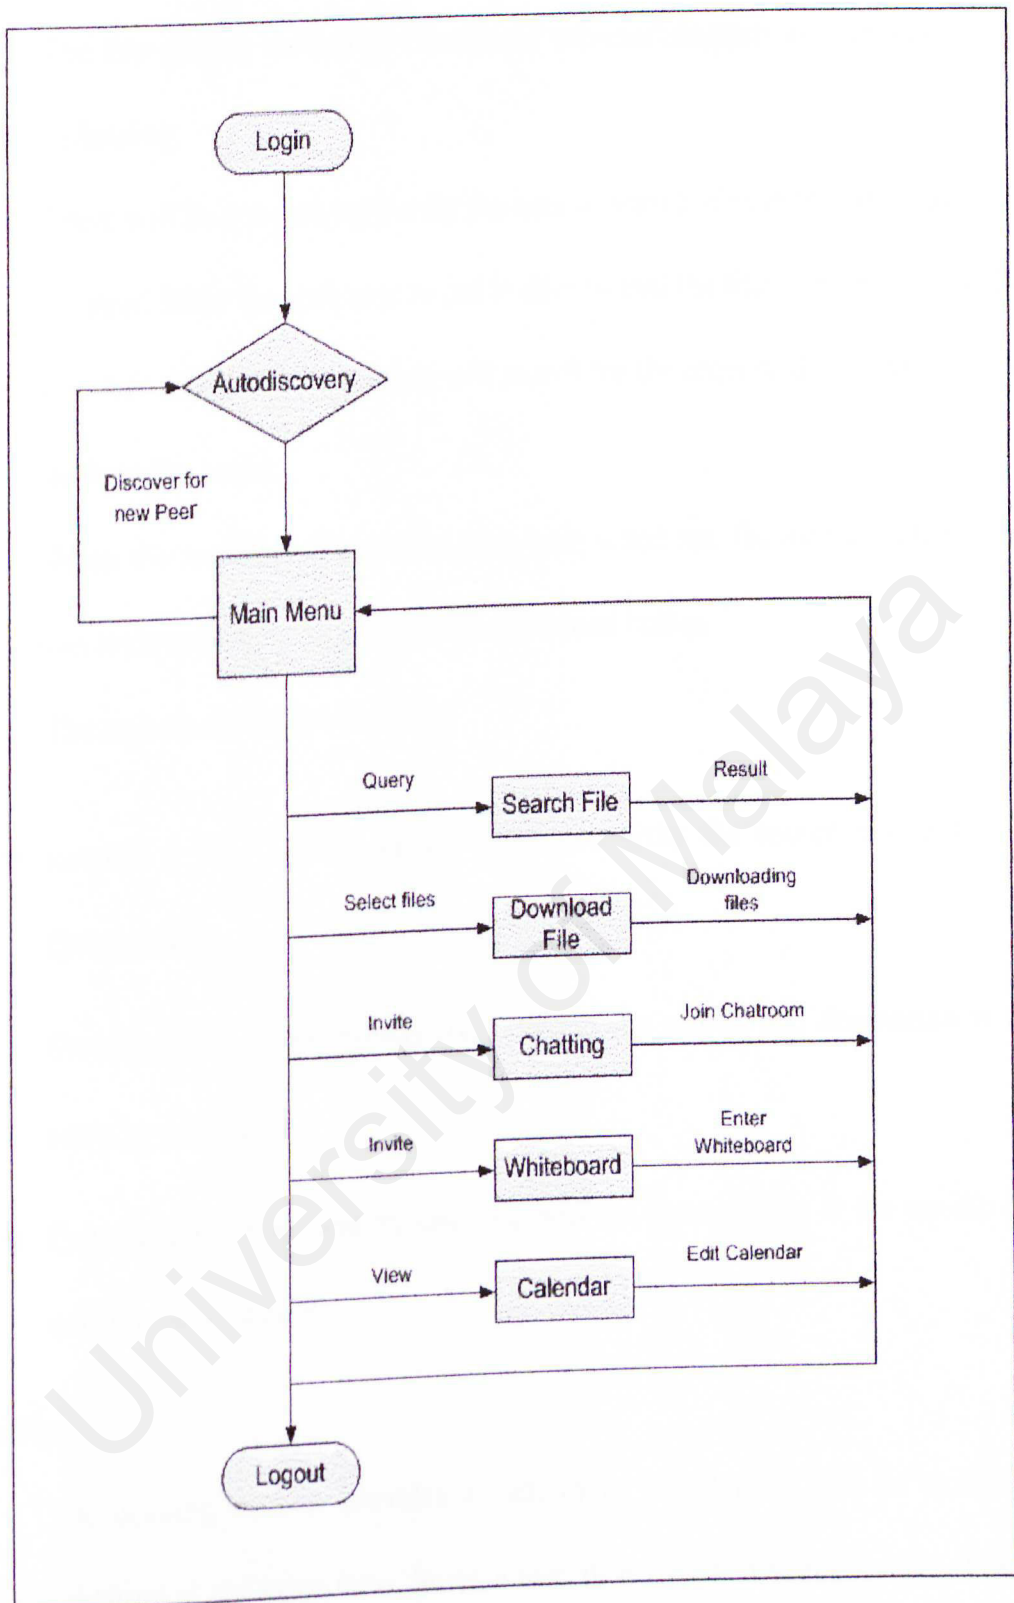 Login
Autodiscovery
Discover for
new Peer
Main Menu
Query
Search File
Result
Select files
Download
File
Downloading
files
Invite
Chatting
Join Chatroom
Invite
Whiteboard
Enter
Whiteboard
View
Calendar
Edit Calendar
Logout
University of Malaya